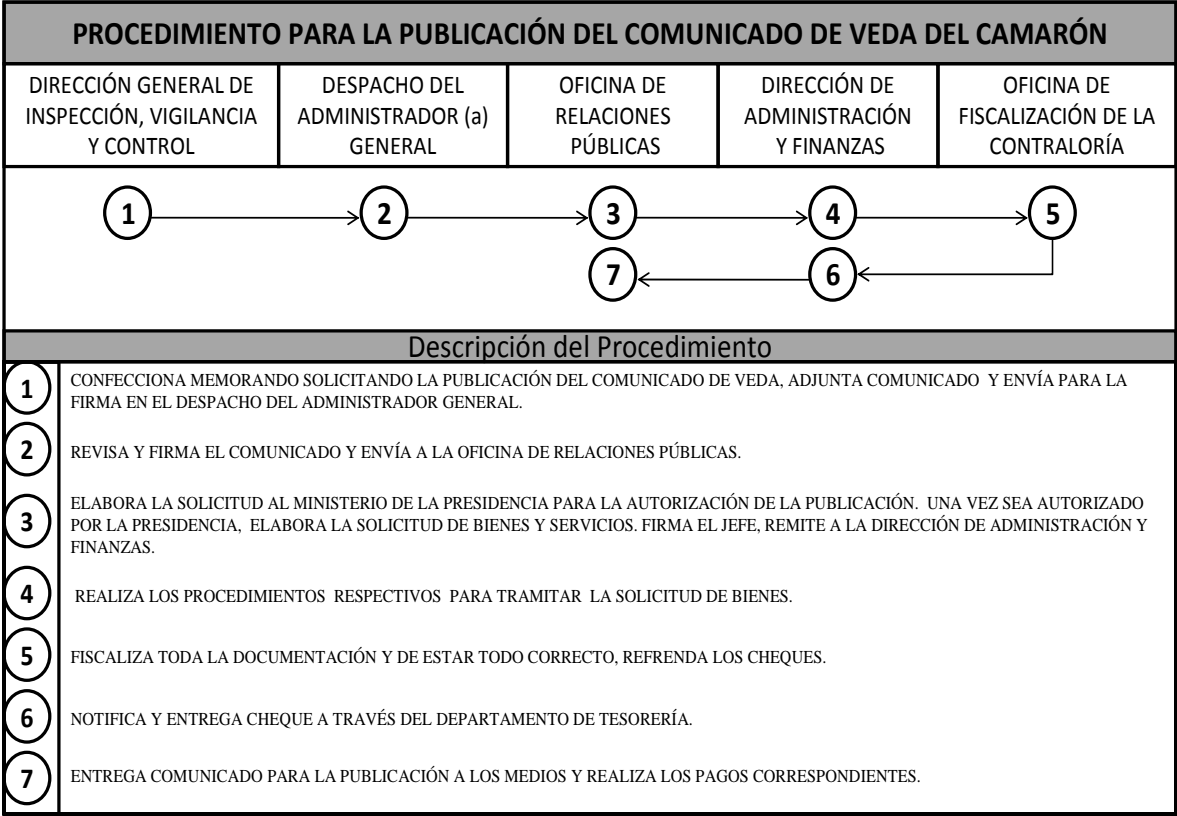 PROCEDIMIENTO PARA LA PUBLICACIÓN DEL COMUNICADO DE VEDA DEL CAMARÓN
DIRECCIÓN GENERAL DE
INSPECCIÓN, VIGILANCIA
Y CONTROL
DESPACHO DEL
ADMINISTRADOR (a)
GENERAL
OFICINA DE
RELACIONES
PÚBLICAS
DIRECCIÓN DE
ADMINISTRACIÓN
Y FINANZAS
OFICINA DE
FISCALIZACIÓN DE LA
CONTRALORÍA
1
2
3
4
5
7
6
Descripción del Procedimiento
1
CONFECCIONA MEMORANDO SOLICITANDO LA PUBLICACIÓN DEL COMUNICADO DE VEDA, ADJUNTA COMUNICADO Y ENVÍA PARA LA
FIRMA EN EL DESPACHO DEL ADMINISTRADOR GENERAL.
2
REVISA Y FIRMA EL COMUNICADO Y ENVÍA A LA OFICINA DE RELACIONES PÚBLICAS.
3
ELABORA LA SOLICITUD AL MINISTERIO DE LA PRESIDENCIA PARA LA AUTORIZACIÓN DE LA PUBLICACIÓN. UNA VEZ SEA AUTORIZADO
POR LA PRESIDENCIA, ELABORA LA SOLICITUD DE BIENES Y SERVICIOS. FIRMA EL JEFE, REMITE A LA DIRECCIÓN DE ADMINISTRACIÓN Y
FINANZAS.
4
REALIZA LOS PROCEDIMIENTOS RESPECTIVOS PARA TRAMITAR LA SOLICITUD DE BIENES.
5
FISCALIZA TODA LA DOCUMENTACIÓN Y DE ESTAR TODO CORRECTO, REFRENDA LOS CHEQUES.
6
NOTIFICA Y ENTREGA CHEQUE A TRAVÉS DEL DEPARTAMENTO DE TESORERÍA.
7
ENTREGA COMUNICADO PARA LA PUBLICACIÓN A LOS MEDIOS Y REALIZA LOS PAGOS CORRESPONDIENTES.